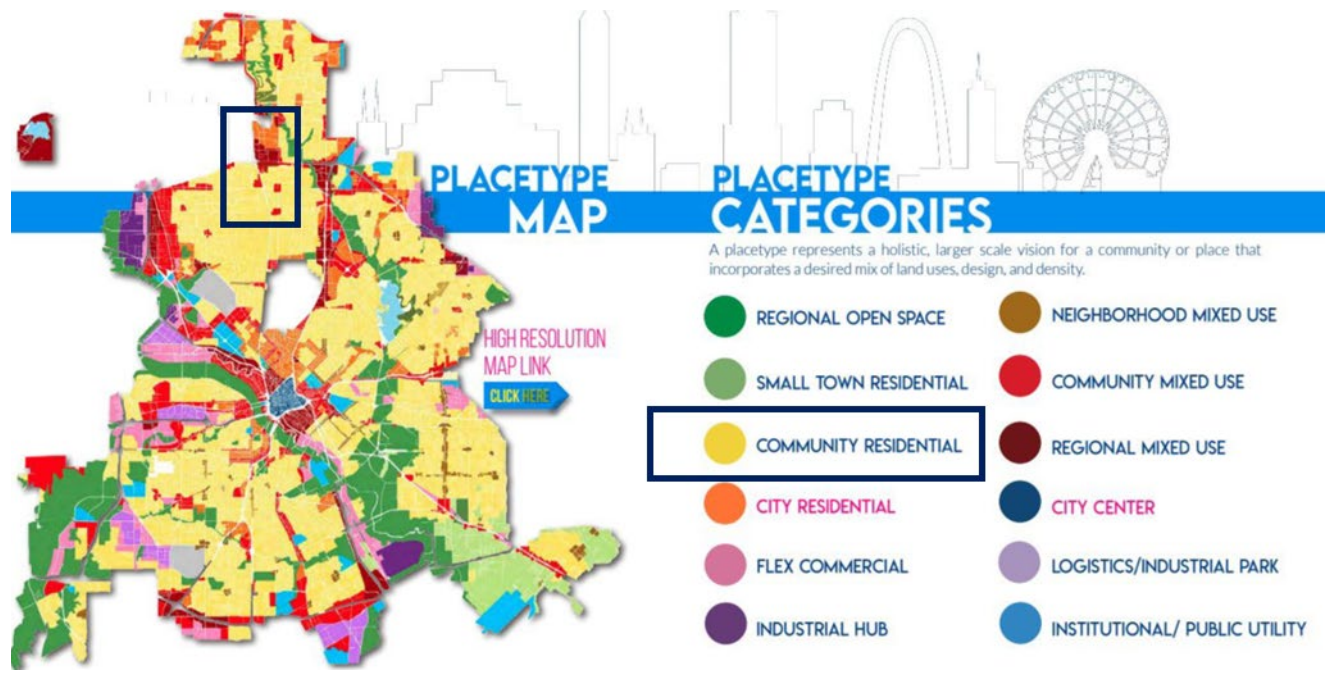 PLACETYPE
MAP
HIGH RESOLUTION
MAP LINK
CLICK HERE
PLACETYPE
CATEGORIES
A placetype represents a holistic, larger scale vision for a community or place that
incorporates a desired mix of land uses, design, and density.
REGIONAL OPEN SPACE
SMALL TOWN RESIDENTIAL
COMMUNITY RESIDENTIAL
CITY RESIDENTIAL
FLEX COMMERCIAL
INDUSTRIAL HUB
NEIGHBORHOOD MIXED USE
COMMUNITY MIXED USE
REGIONAL MIXED USE
CITY CENTER
LOGISTICS/INDUSTRIAL PARK
INSTITUTIONAL/ PUBLIC UTILITY